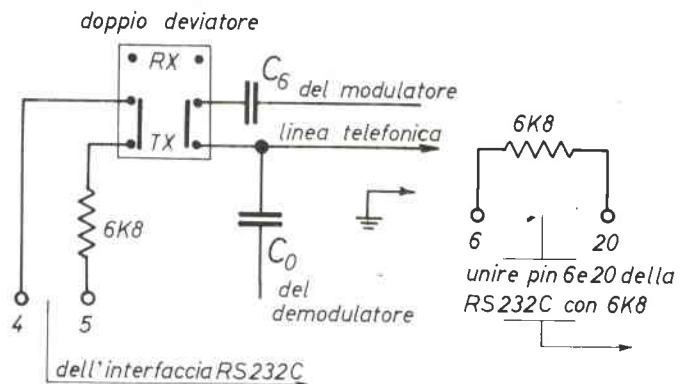 doppio deviatore
RX
C6 del modulatore
TX
linea telefonica
6K8
6K8
C0
del
demodulatore
4 5
dell'interfaccia RS232C
6 20
unire pin 6 e 20 della
RS232C con 6K8